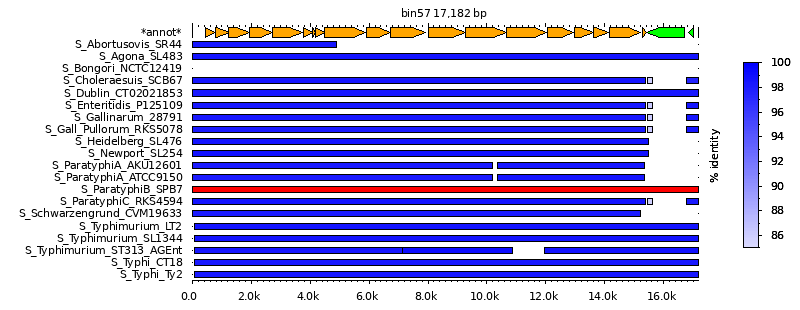 bin57 17,182 bp
*annot*
S_Abortusovis_SR44
S_Agona_SL483
S_Bongori_NCTC12419
S_Choleraesuis_SCB67
S_Dublin_CT02021853
S_Enteritidis_P125109
S_Gallinarum_28791
S_Gall_Pullorum_RKS5078
S_Heidelberg_SL476
S_Newport_SL254
S_ParatyphiA_AKU12601
S_ParatyphiA_ATCC9150
S_ParatyphiB_SPB7
S_ParatyphiC_RKS4594
S_Schwarzengrund_CVM19633
S_Typhimurium_LT2
S_Typhimurium_SL1344
S_Typhimurium_ST313_AGEnt
S_Typhi_CT18
S_Typhi_Ty2
0.0 2.0k 4.0k 6.0k 8.0k 10.0k 12.0k 14.0k 16.0k
100
98
96
94
92
90
88
86
% identity